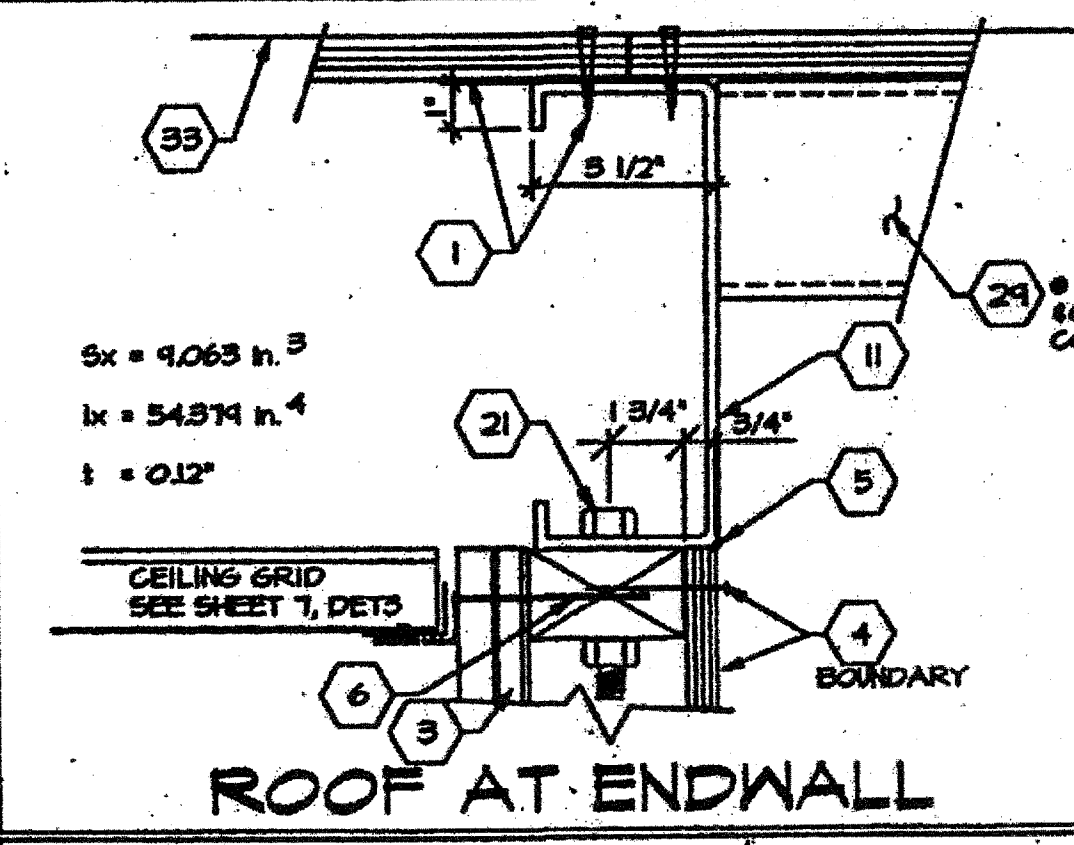 33
1"
3 1/2"
1
29
11
Sx = 9.063 in.3
Ix = 54.379 in.4
t = 0.12"
21
1 3/4"
3/4"
5
CEILING GRID
SEE SHEET 7, DET3
4
BOUNDARY
6
3
ROOF AT ENDWALL